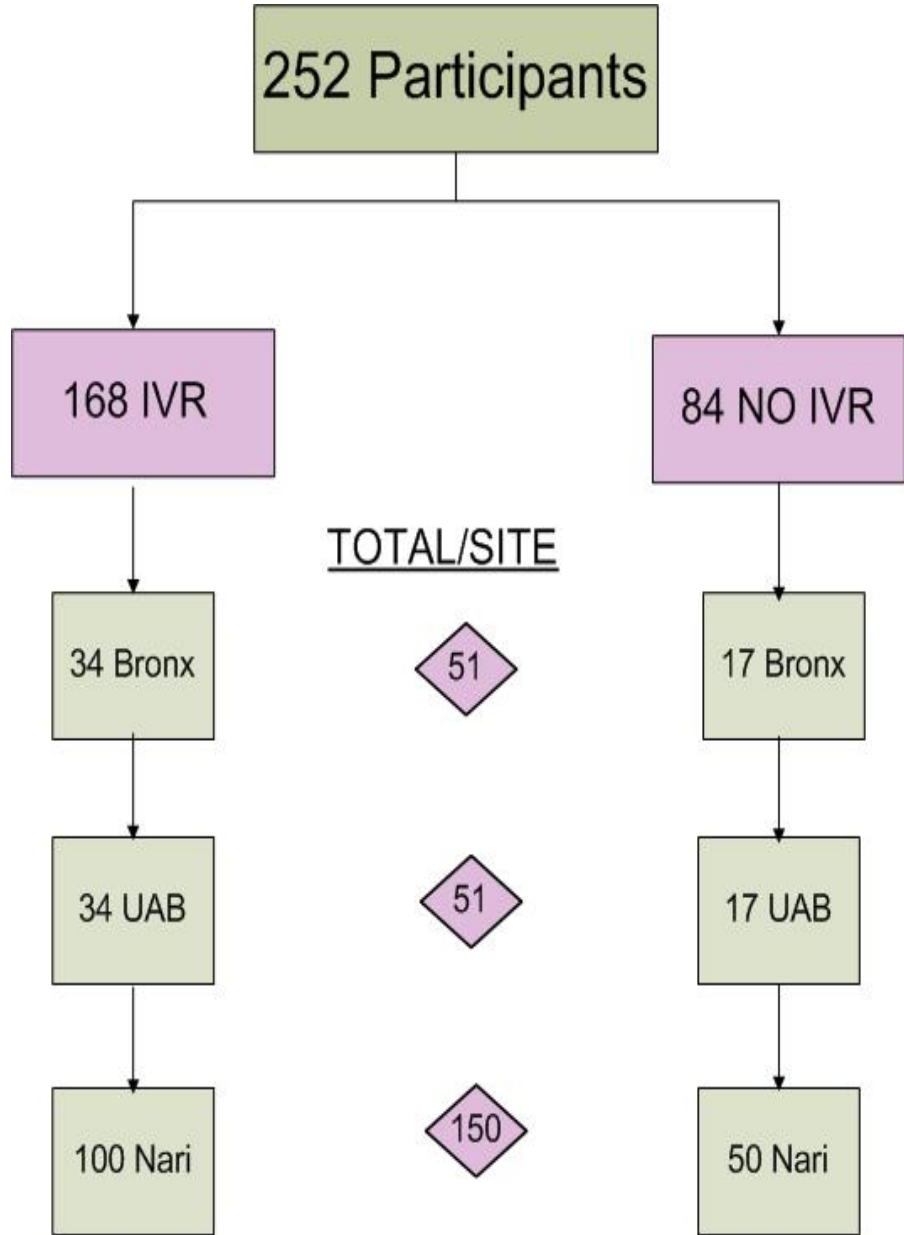 252 Participants
168 IVR
84 NO IVR
TOTAL/SITE
34 Bronx
51
17 Bronx
34 UAB
51
17 UAB
100 Nari
150
50 Nari